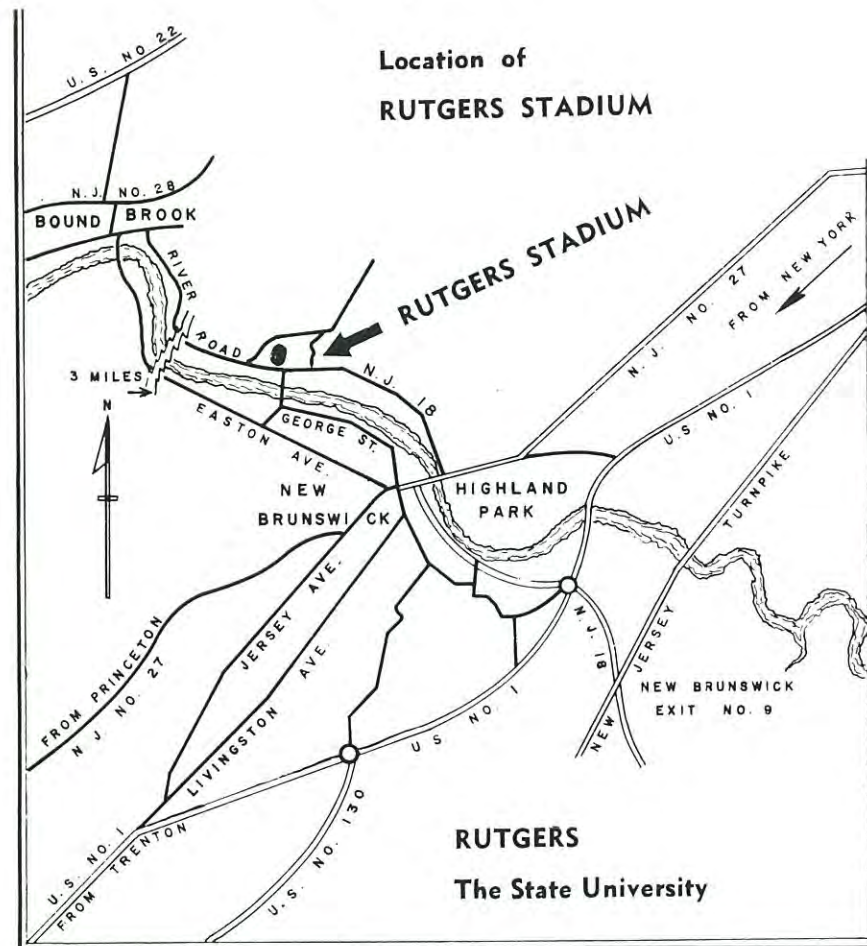 Location of
RUTGERS STADIUM
U.S. NO 22
N.J. NO. 28
BOUND BROOK
RIVER ROAD
RUTGERS STADIUM
N.J. NO. 27
FROM NEW YORK
3 MILES
N
N.J. 18
U.S. NO. 1
EASTON AVE.
GEORGE ST.
NEW
BRUNSWICK
HIGHLAND
PARK
NEW JERSEY TURNPIKE
JERSEY AVE.
LIVINGSTON AVE.
N.J. 18
FROM PRINCETON
N J NO. 27
NEW BRUNSWICK
EXIT NO. 9
U S NO. 1
U.S. NO. 1
FROM TRENTON
U.S. NO. 130
RUTGERS
The State University